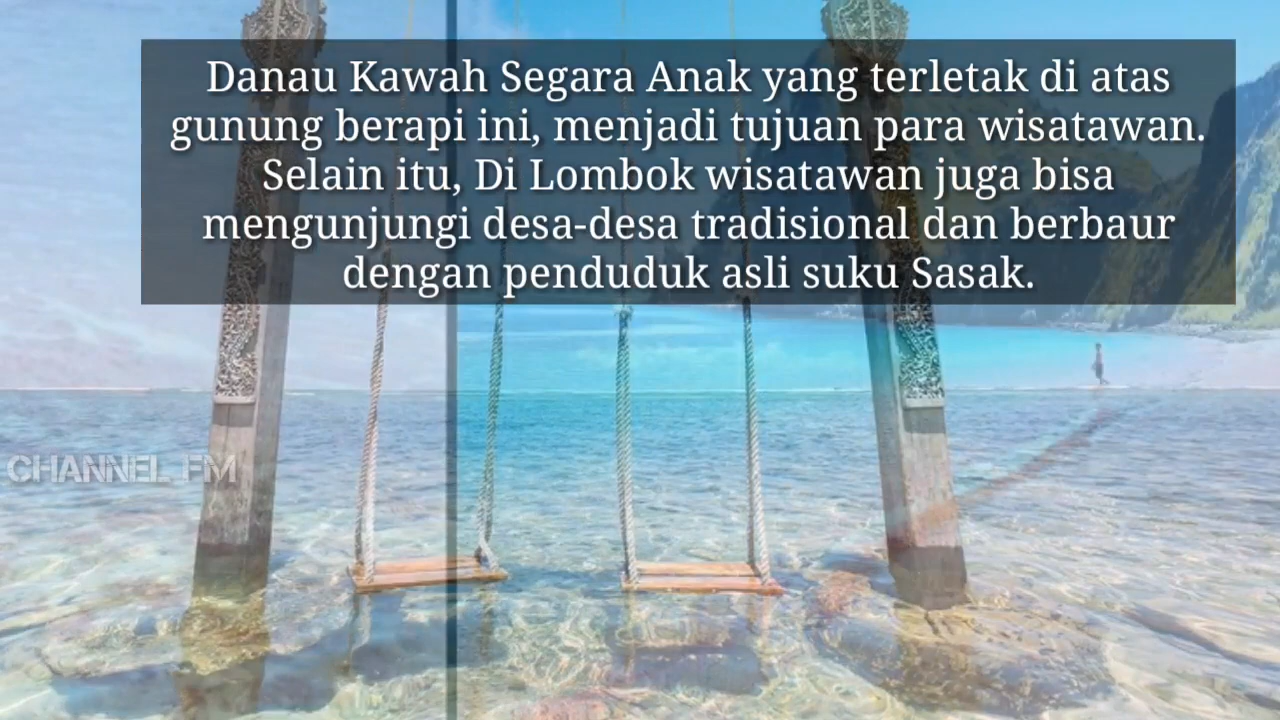 Danau Kawah Segara Anak yang terletak di atas
gunung berapi ini, menjadi tujuan para wisatawan.
Selain itu, Di Lombok wisatawan juga bisa
mengunjungi desa-desa tradisional dan berbaur
dengan penduduk asli suku Sasak.
CHANNEL FM